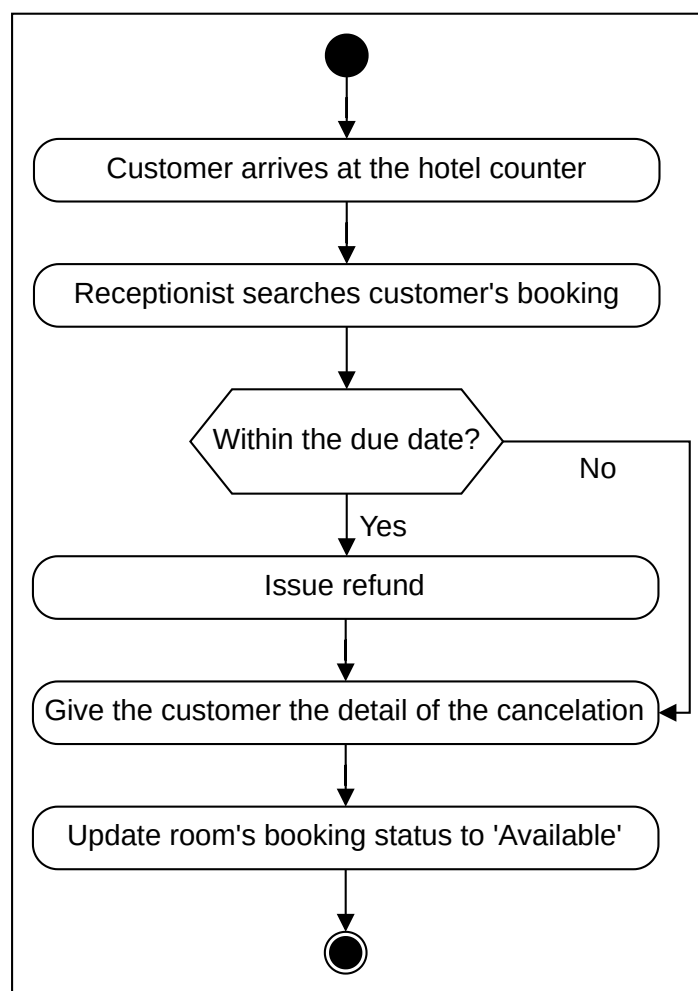 Customer arrives at the hotel counter
Receptionist searches customer's booking
Within the due date?
No
Yes
Issue refund
Give the customer the detail of the cancelation
Update room's booking status to 'Available'